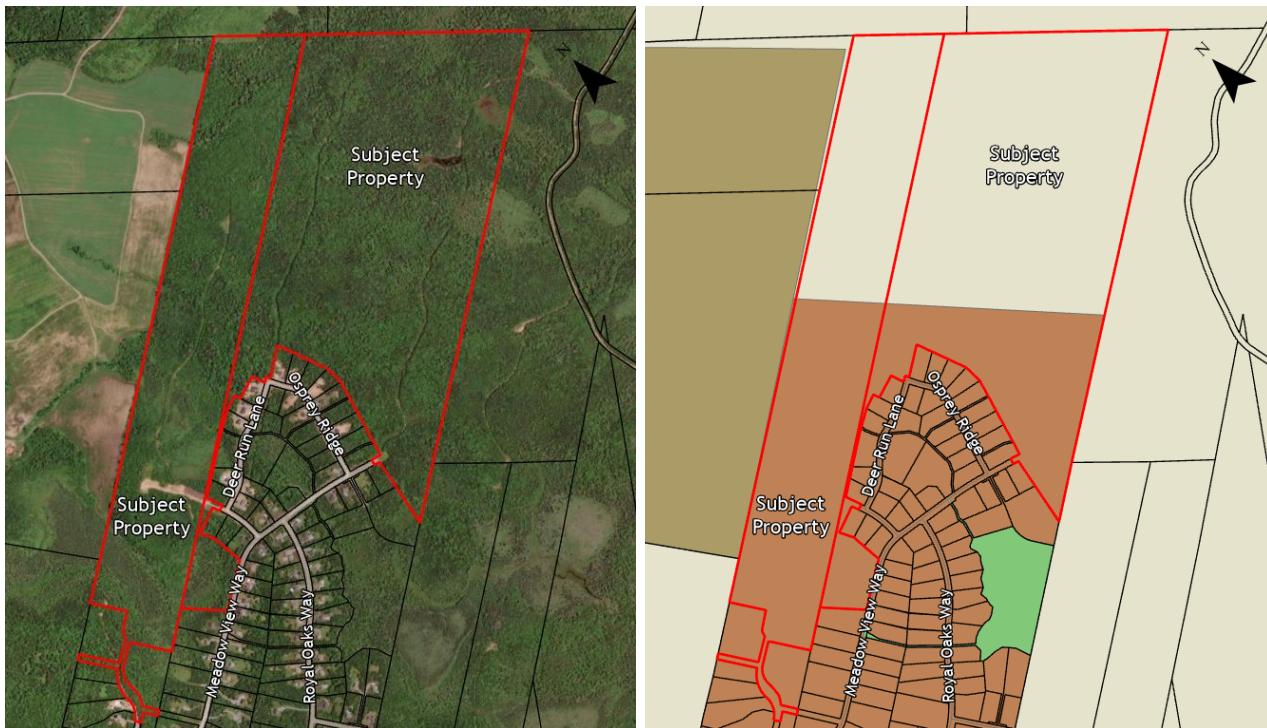 N
Subject
Property
Osprey Ridge
Deer Run Lane
Subject
Property
Meadow View Way
Royal Oaks Way
N
Subject
Property
Osprey Ridge
Deer Run Lane
Subject
Property
Meadow View Way
Royal Oaks Way